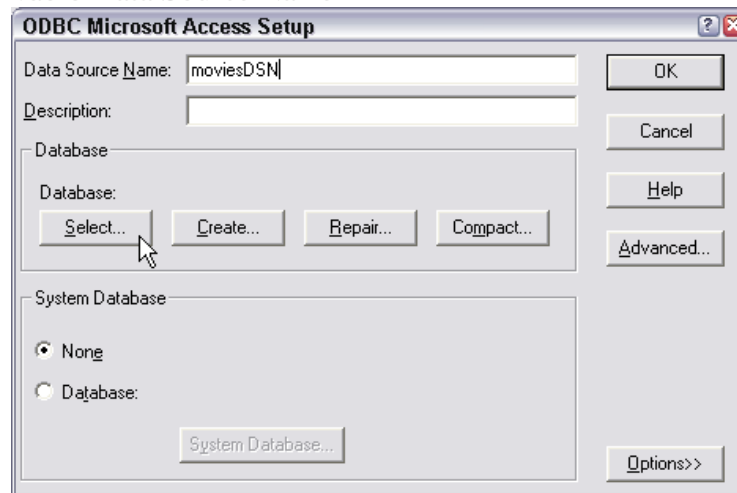 ODBC Microsoft Access Setup
Data Source Name: moviesDSN
OK
Description:
Cancel
Database
Database:
Help
Select... Create... Repair... Compact...
Advanced...
System Database
None
Database:
System Database...
Options>>